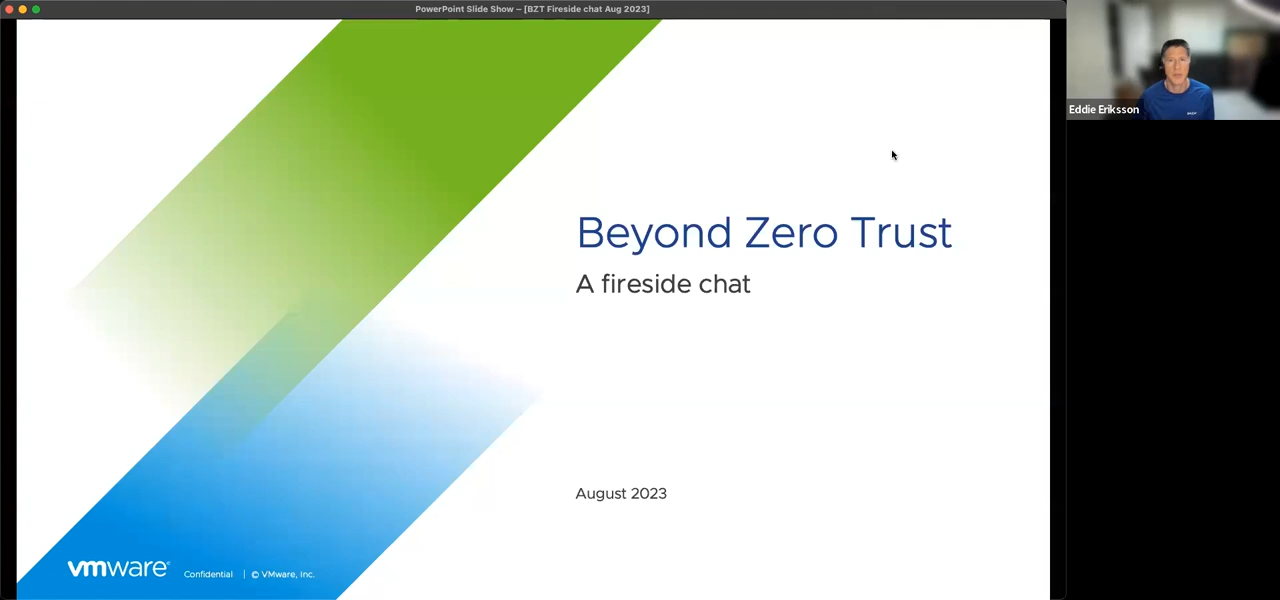 PowerPoint Slide Show – [BZT Fireside chat Aug 2023]
Eddie Eriksson
Beyond Zero Trust
A fireside chat
August 2023
vmware®
Confidential | © VMware, Inc.